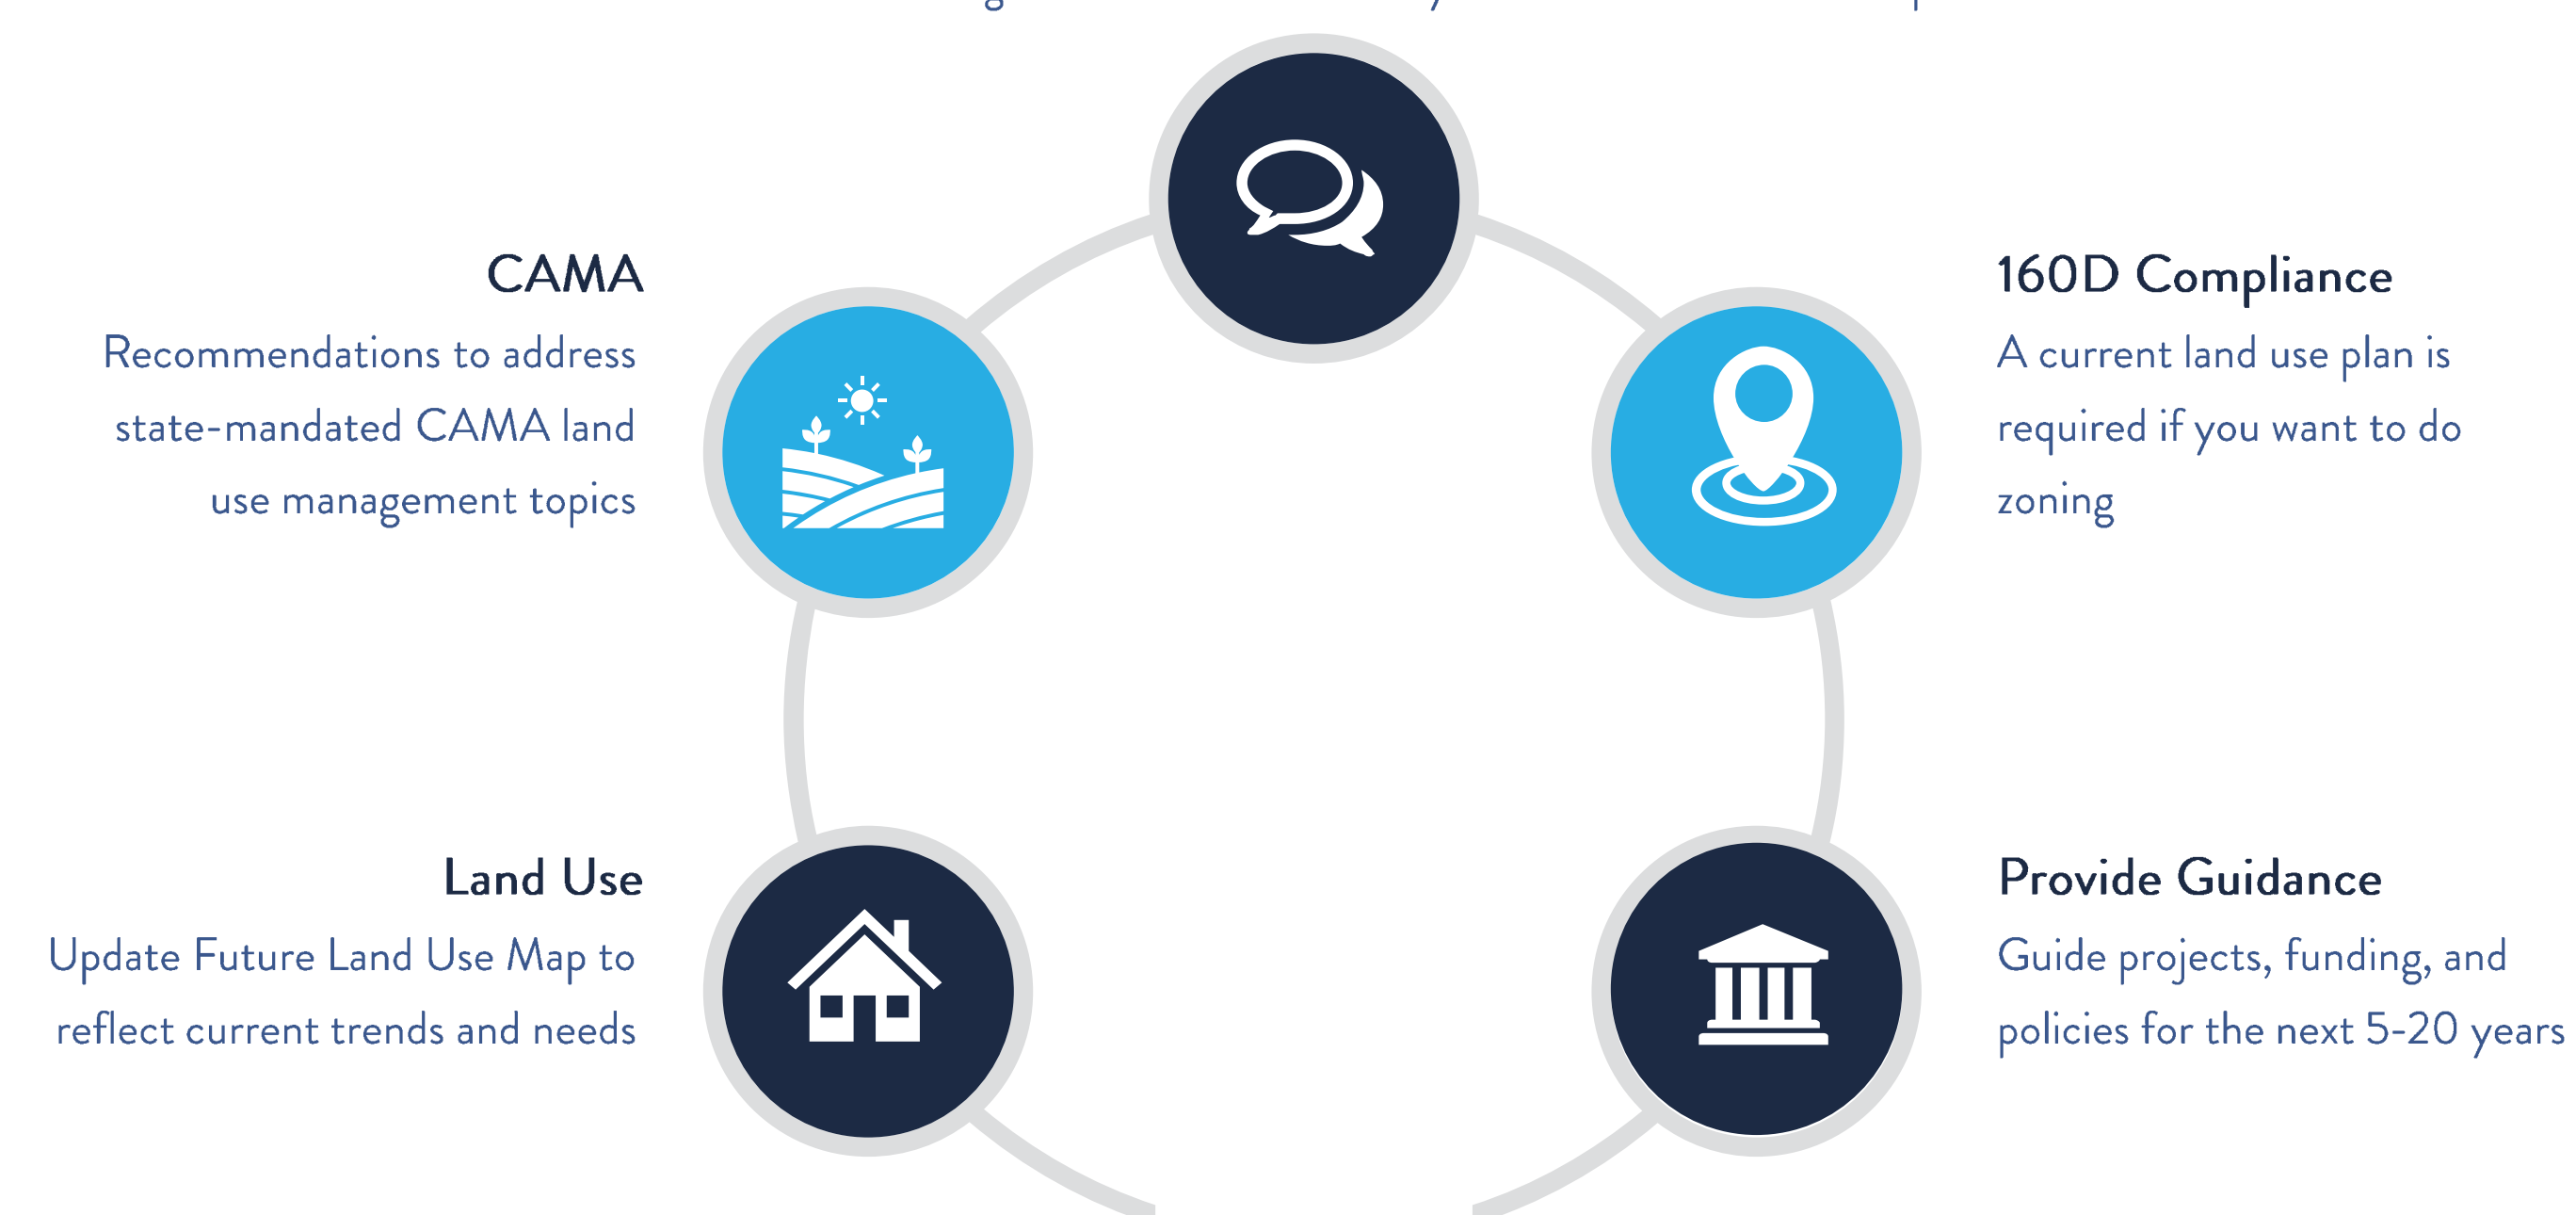 CAMA
Recommendations to address
state-mandated CAMA land
use management topics
160D Compliance
A current land use plan is
required if you want to do
zoning
Land Use
Update Future Land Use Map to
reflect current trends and needs
Provide Guidance
Guide projects, funding, and
policies for the next 5-20 years